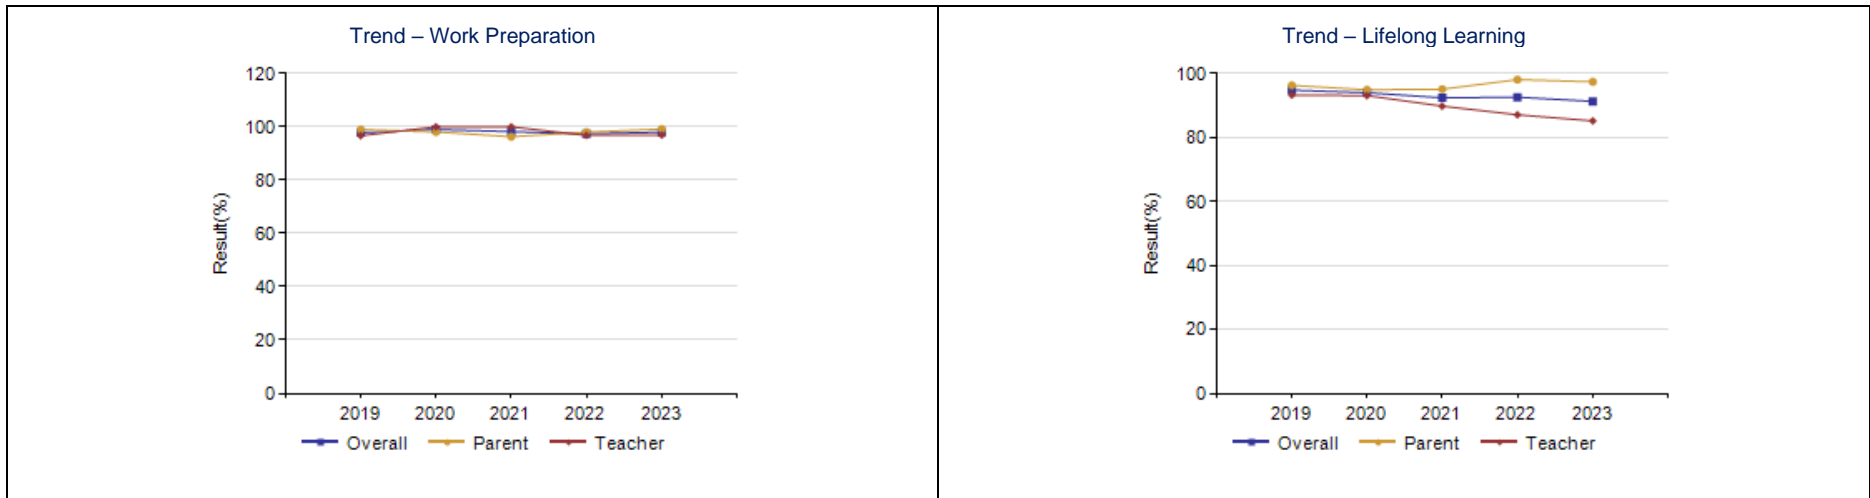 Trend – Work Preparation
120
100
80
60
40
20
0
Result(%)
2019 2020 2021 2022 2023
Overall Parent Teacher
Trend – Lifelong Learning
100
80
60
40
20
0
Result(%)
2019 2020 2021 2022 2023
Overall Parent Teacher